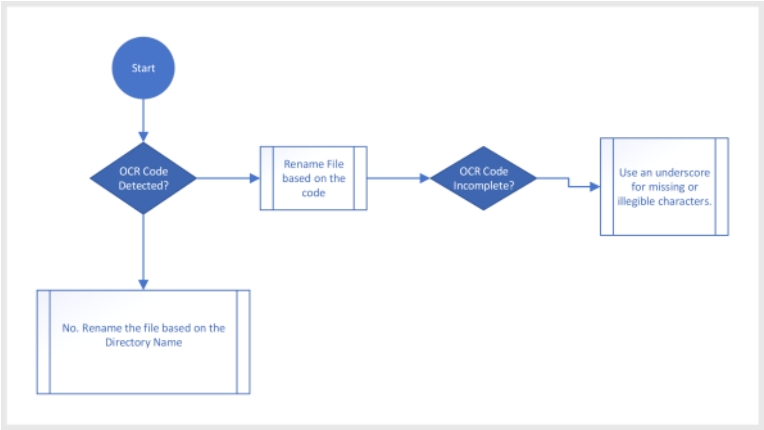 Start
OCR Code
Detected?
Rename File
based on the
code
OCR Code
Incomplete?
Use an underscore
for missing or
illegible characters.
No. Rename the file based on the
Directory Name